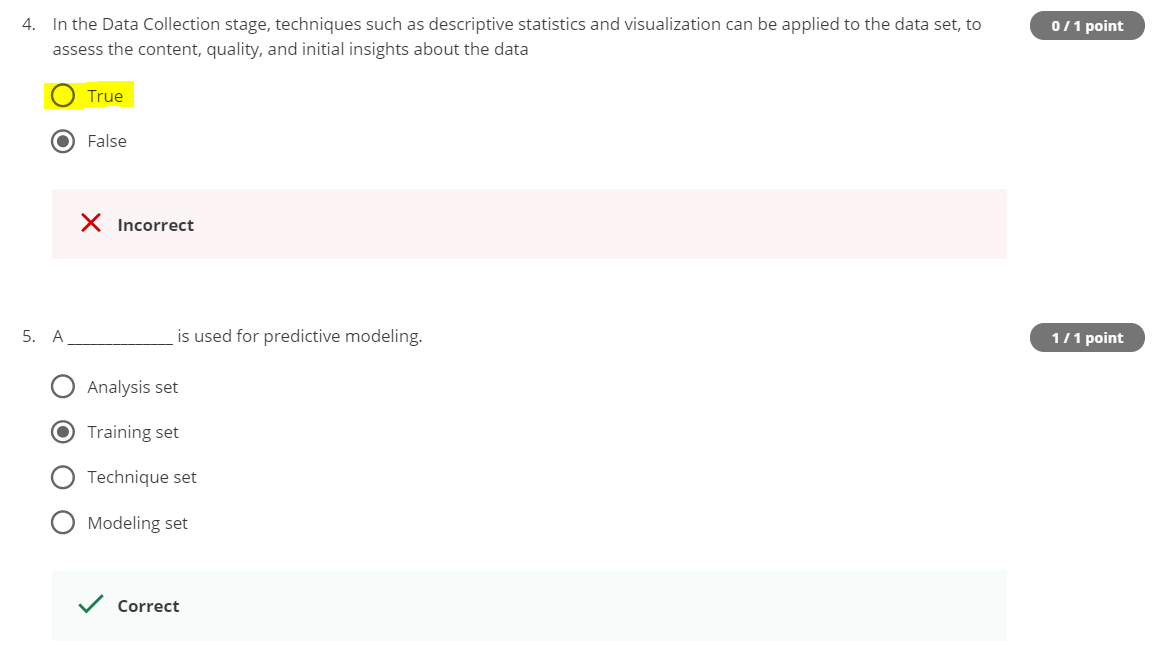 4. In the Data Collection stage, techniques such as descriptive statistics and visualization can be applied to the data set, to 0 / 1 point
assess the content, quality, and initial insights about the data
True
False
Incorrect
5. A _____________ is used for predictive modeling. 1 / 1 point
Analysis set
Training set
Technique set
Modeling set
Correct